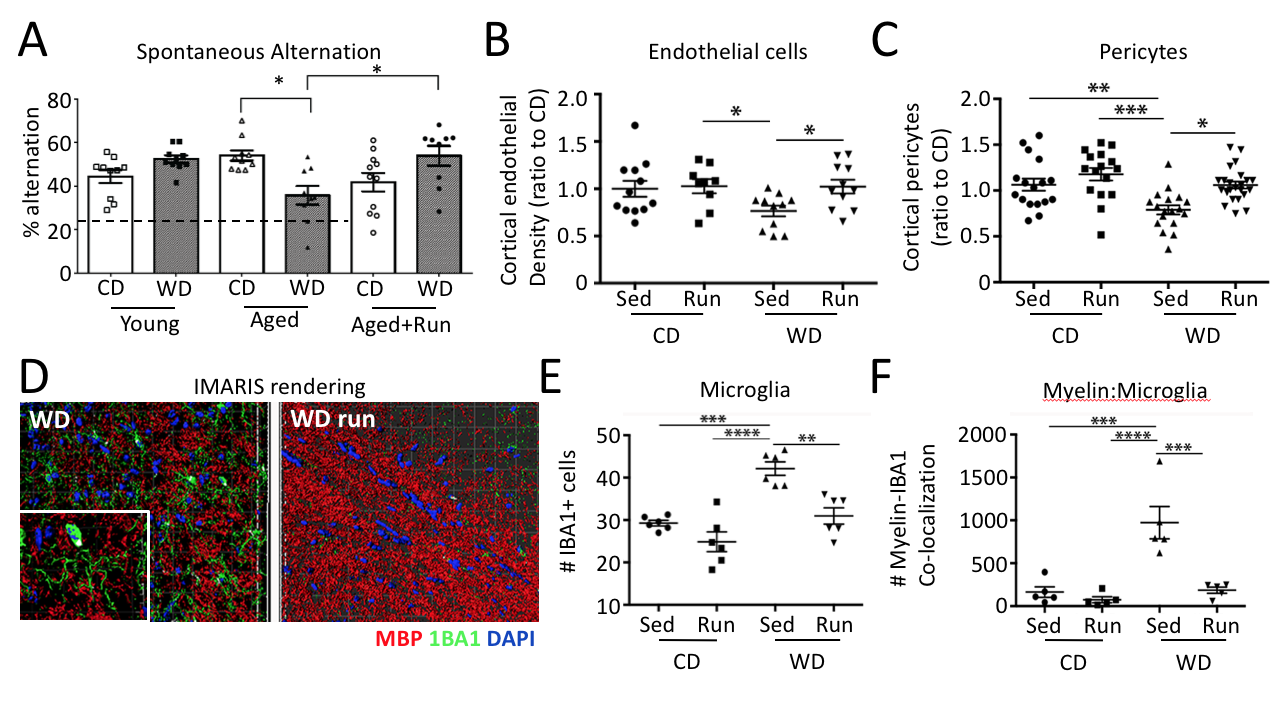 A
Spontaneous Alternation
*
*
% alternation
80
60
40
20
0
CD
WD
CD
WD
CD
WD
Young
Aged
Aged+Run
B
Endothelial cells
Cortical endothelial
Density (ratio to CD)
2.0
1.5
1.0
0.5
0
*
*
Sed
Run
Sed
Run
CD
WD
C
Pericytes
Cortical pericytes
(ratio to CD)
2.0
1.5
1.0
0.5
0
**
***
*
Sed
Run
Sed
Run
CD
WD
D
IMARIS rendering
WD
WD run
MBP 1BA1 DAPI
E
Microglia
# IBA1+ cells
50
40
30
20
10
***
****
**
Sed
Run
Sed
Run
CD
WD
F
Myelin:Microglia
# Myelin-IBA1
Co-localization
2000
1500
1000
500
0
***
****
***
Sed
Run
Sed
Run
CD
WD